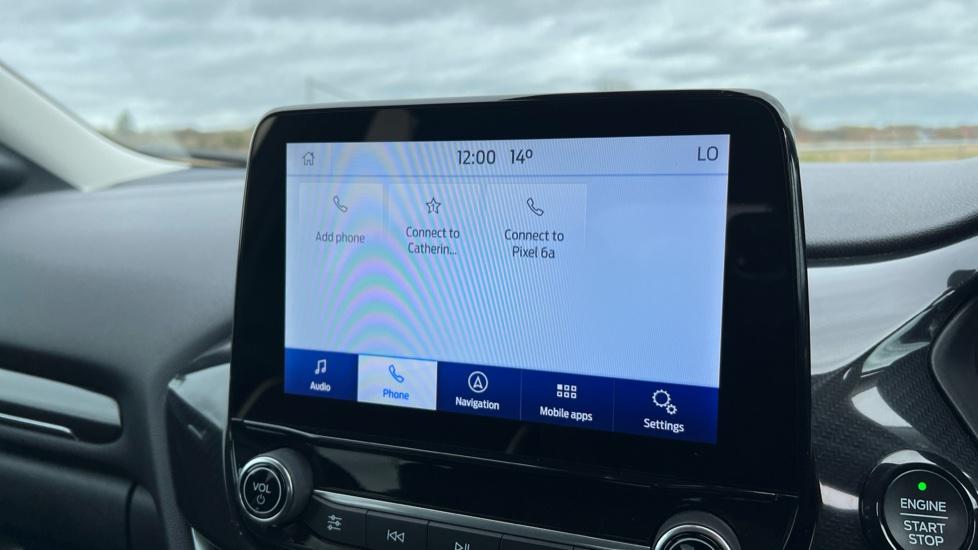 12:00 14º LO
Add phone
Connect to
Catherin...
Connect to
Pixel 6a
Audio
Phone
Navigation
Mobile apps
Settings
VOL
ENGINE
START
STOP